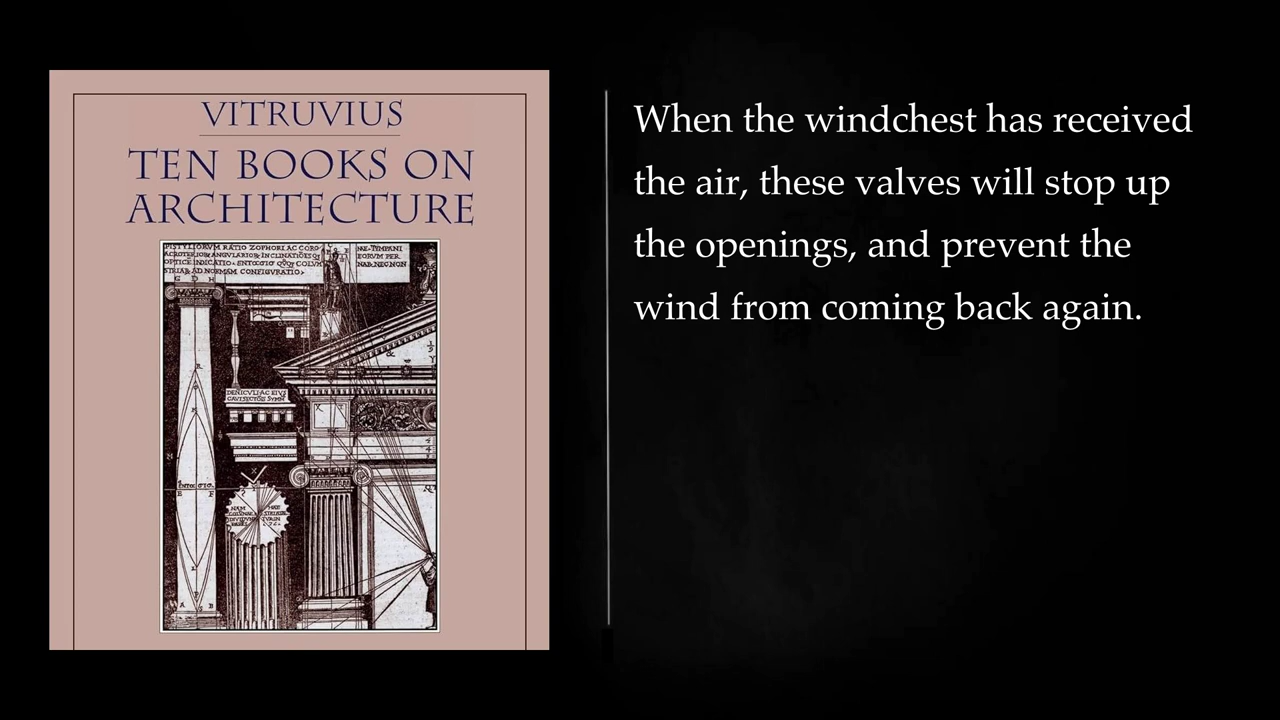 VITRUVIUS
TEN BOOKS ON
ARCHITECTURE
When the windchest has received
the air, these valves will stop up
the openings, and prevent the
wind from coming back again.